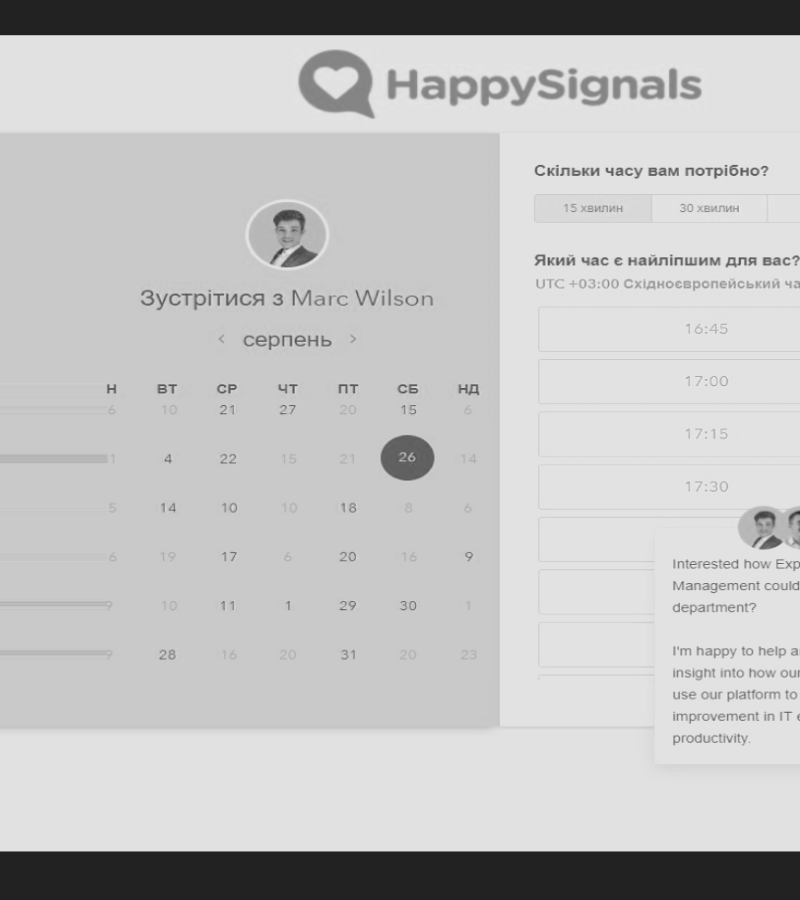 HappySignals
Зустрітися з Marc Wilson
серпень
Н ВТ СР ЧТ ПТ СБ НД
6 10 21 27 20 15 6
1 4 22 15 21 26 14
5 14 10 10 18 8 6
6 19 17 6 20 16 9
9 10 11 1 29 30 1
7 28 16 20 31 20 23
Скільки часу вам потрібно?
15 хвилин 30 хвилин
Який час є найліпшим для вас?
UTC +03:00 Східноєвропейський ча
16:45
17:00
17:15
17:30
Interested how Exp
Management could
department?
I'm happy to help a
insight into how our
use our platform to
improvement in IT e
productivity.